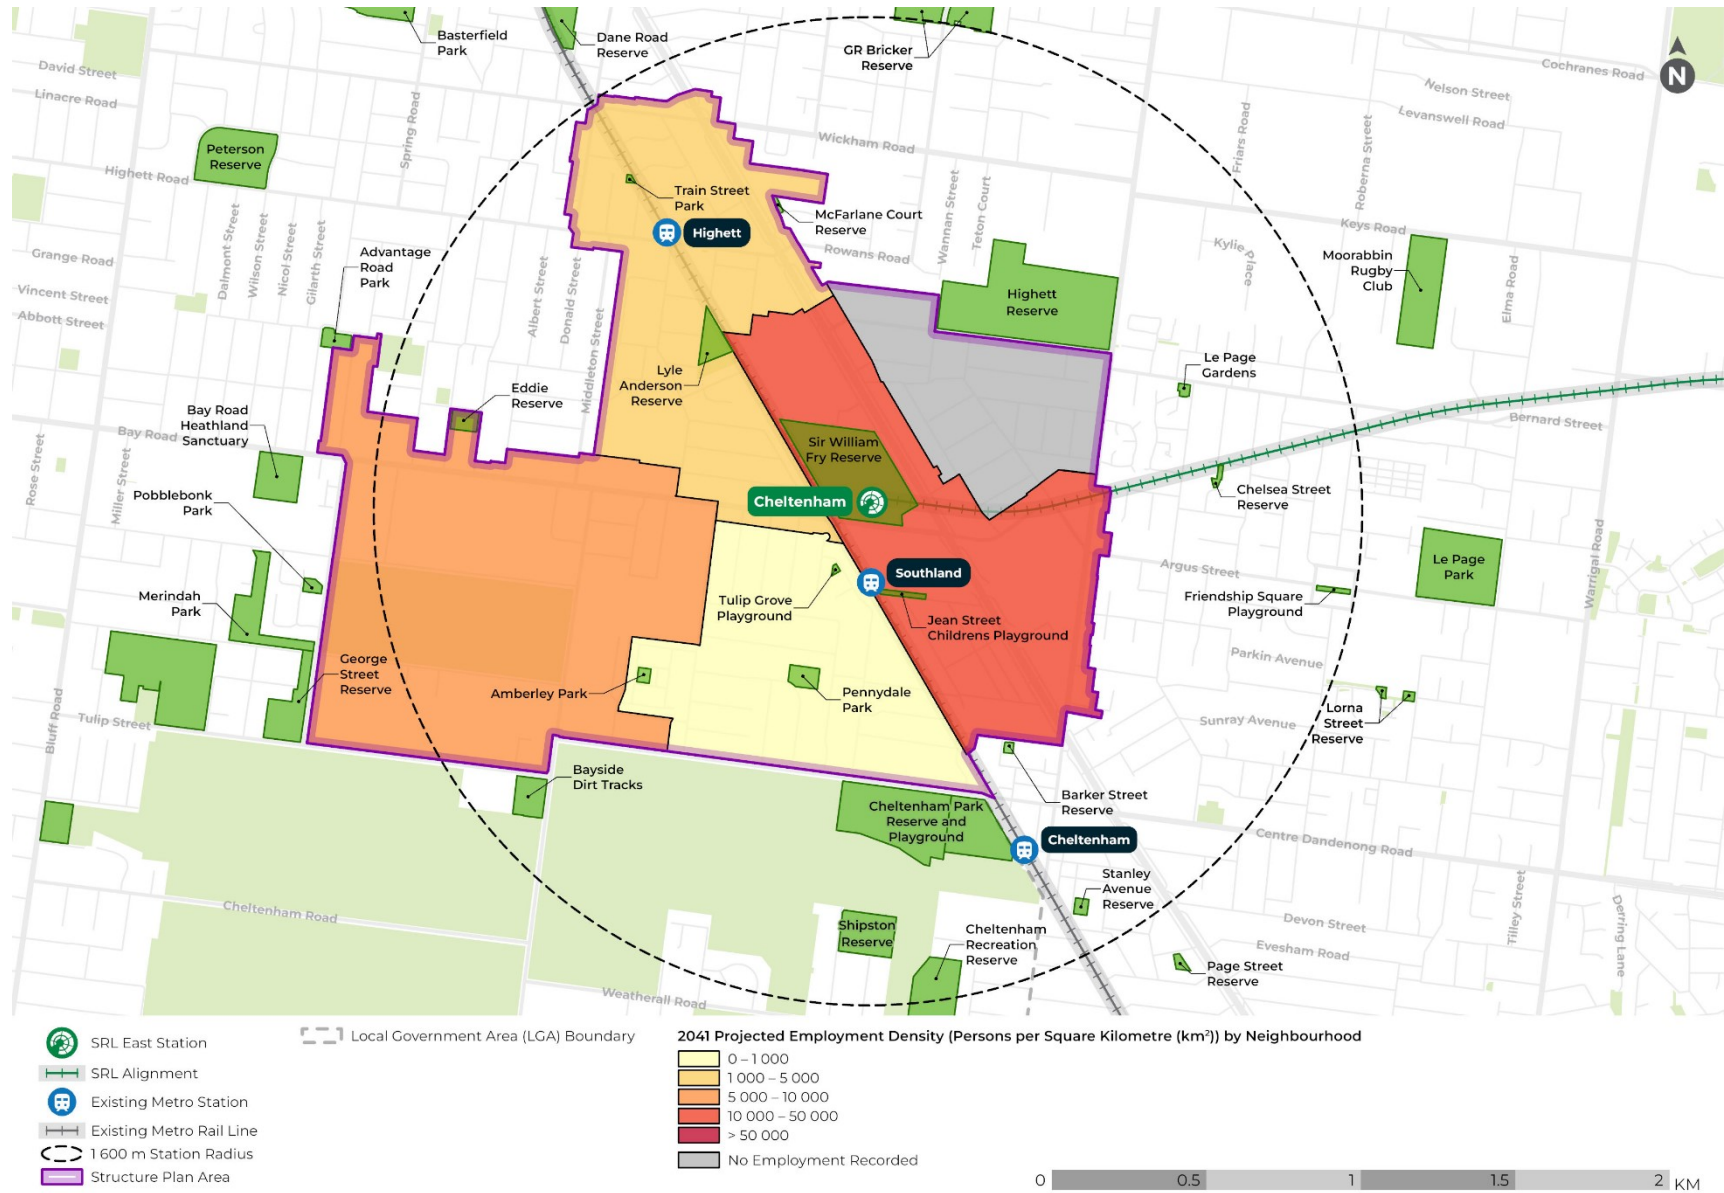 Basterfield
Park
Dane Road
Reserve
GR Bricker
Reserve
N
David Street
Linacre Road
Spring Road
Cochranes Road
Nelson Street
Levanswell Road
Friars Road
Roberna Street
Wickham Road
Peterson
Reserve
Highett Road
Train Street
Park
McFarlane Court
Reserve
Wannan Street
Teton Court
Keys Road
Highett
Rowans Road
Kylie Place
Moorabbin
Rugby
Club
Elma Road
Grange Road
Vincent Street
Abbott Street
Dalmont Street
Wilson Street
Nicol Street
Gilarth Street
Advantage
Road
Park
Albert Street
Donald Street
Middleton Street
Highett
Reserve
Le Page
Gardens
Lyle
Anderson
Reserve
Eddie
Reserve
Bay Road
Heathland
Sanctuary
Bay Road
Rose Street
Miller Street
Bernard Street
Sir William
Fry Reserve
Cheltenham
Chelsea Street
Reserve
Pobblebonk
Park
Warrigal Road
Le Page
Park
Southland
Argus Street
Friendship Square
Playground
Merindah
Park
Tulip Grove
Playground
Jean Street
Childrens Playground
Parkin Avenue
George
Street
Reserve
Amberley Park
Pennydale
Park
Lorna
Street
Reserve
Sunray Avenue
Bluff Road
Tulip Street
Bayside
Dirt Tracks
Barker Street
Reserve
Cheltenham Park
Reserve and
Playground
Cheltenham
Centre Dandenong Road
Stanley
Avenue
Reserve
Tilley Street
Derring Lane
Cheltenham Road
Shipston
Reserve
Cheltenham
Recreation
Reserve
Devon Street
Evesham Road
Page Street
Reserve
Weatherall Road
SRL East Station
SRL Alignment
Existing Metro Station
Existing Metro Rail Line
1 600 m Station Radius
Structure Plan Area
Local Government Area (LGA) Boundary
2041 Projected Employment Density (Persons per Square Kilometre (km²)) by Neighbourhood
0 – 1 000
1 000 – 5 000
5 000 – 10 000
10 000 – 50 000
> 50 000
No Employment Recorded
0 0.5 1 1.5 2 KM